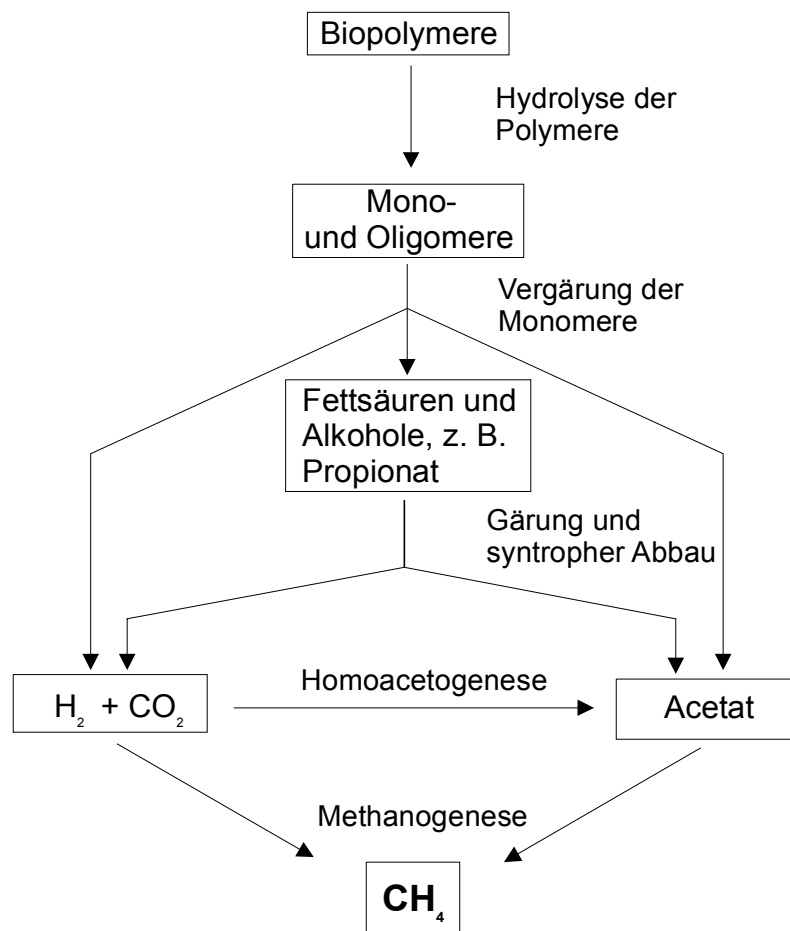 Biopolymere
Hydrolyse der
Polymere
Mono-
und Oligomere
Vergärung der
Monomere
Fettsäuren und
Alkohole, z. B.
Propionat
Gärung und
syntropher Abbau
H₂ + CO₂
Homoacetogenese
Acetat
Methanogenese
CH₄